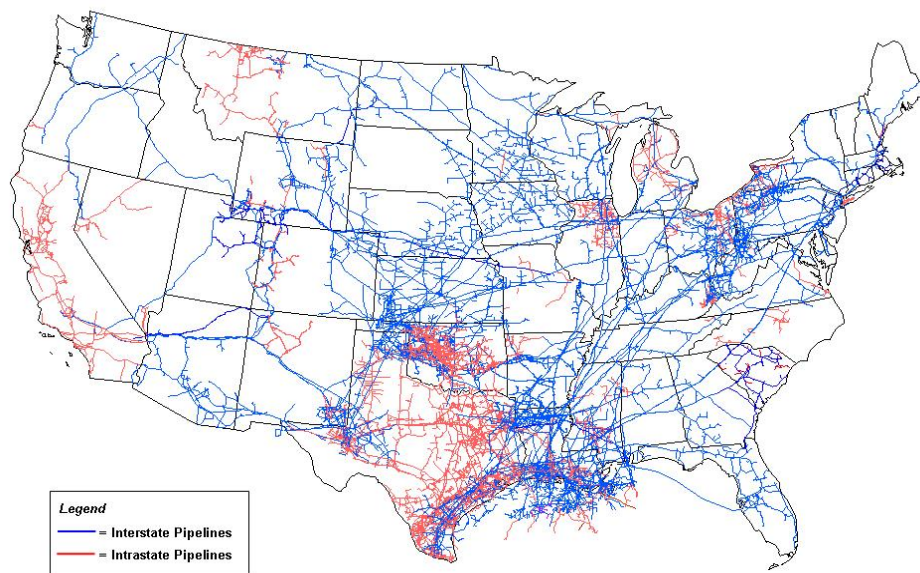 Legend
= Interstate Pipelines
= Intrastate Pipelines